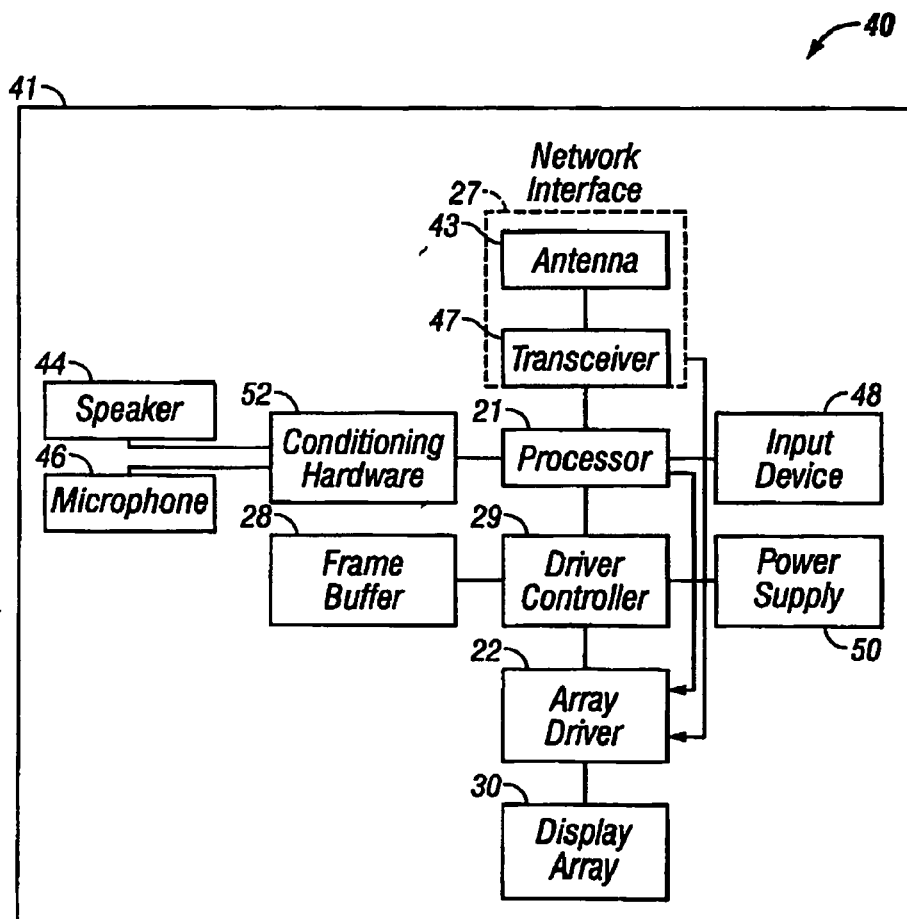 40
41
Network
Interface
27
43
Antenna
47
Transceiver
44
Speaker
52
Conditioning
Hardware
21
Processor
48
Input
Device
46
Microphone
28
Frame
Buffer
29
Driver
Controller
Power
Supply
50
22
Array
Driver
30
Display
Array